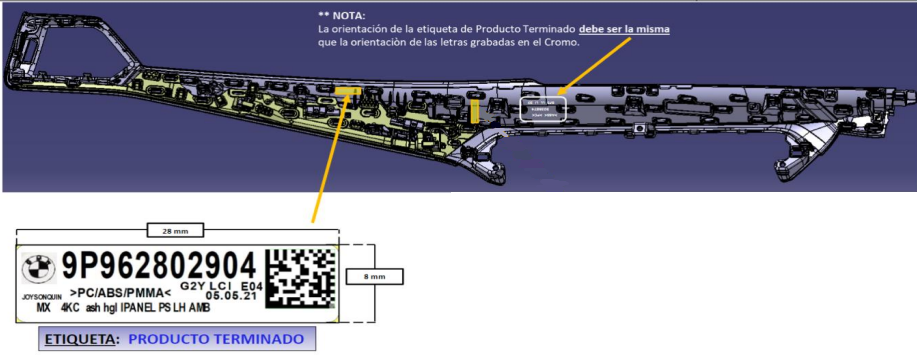 ** NOTA:
La orientación de la etiqueta de Producto Terminado debe ser la misma
que la orientaciòn de las letras grabadas en el Cromo.
28 mm
9P962802904
G2Y LCI E04
>PC/ABS/PMMA<
05.05.21
JOYSONQUIN
MX 4KC ash hgl IPANEL PS LH AMB
8 mm
ETIQUETA: PRODUCTO TERMINADO